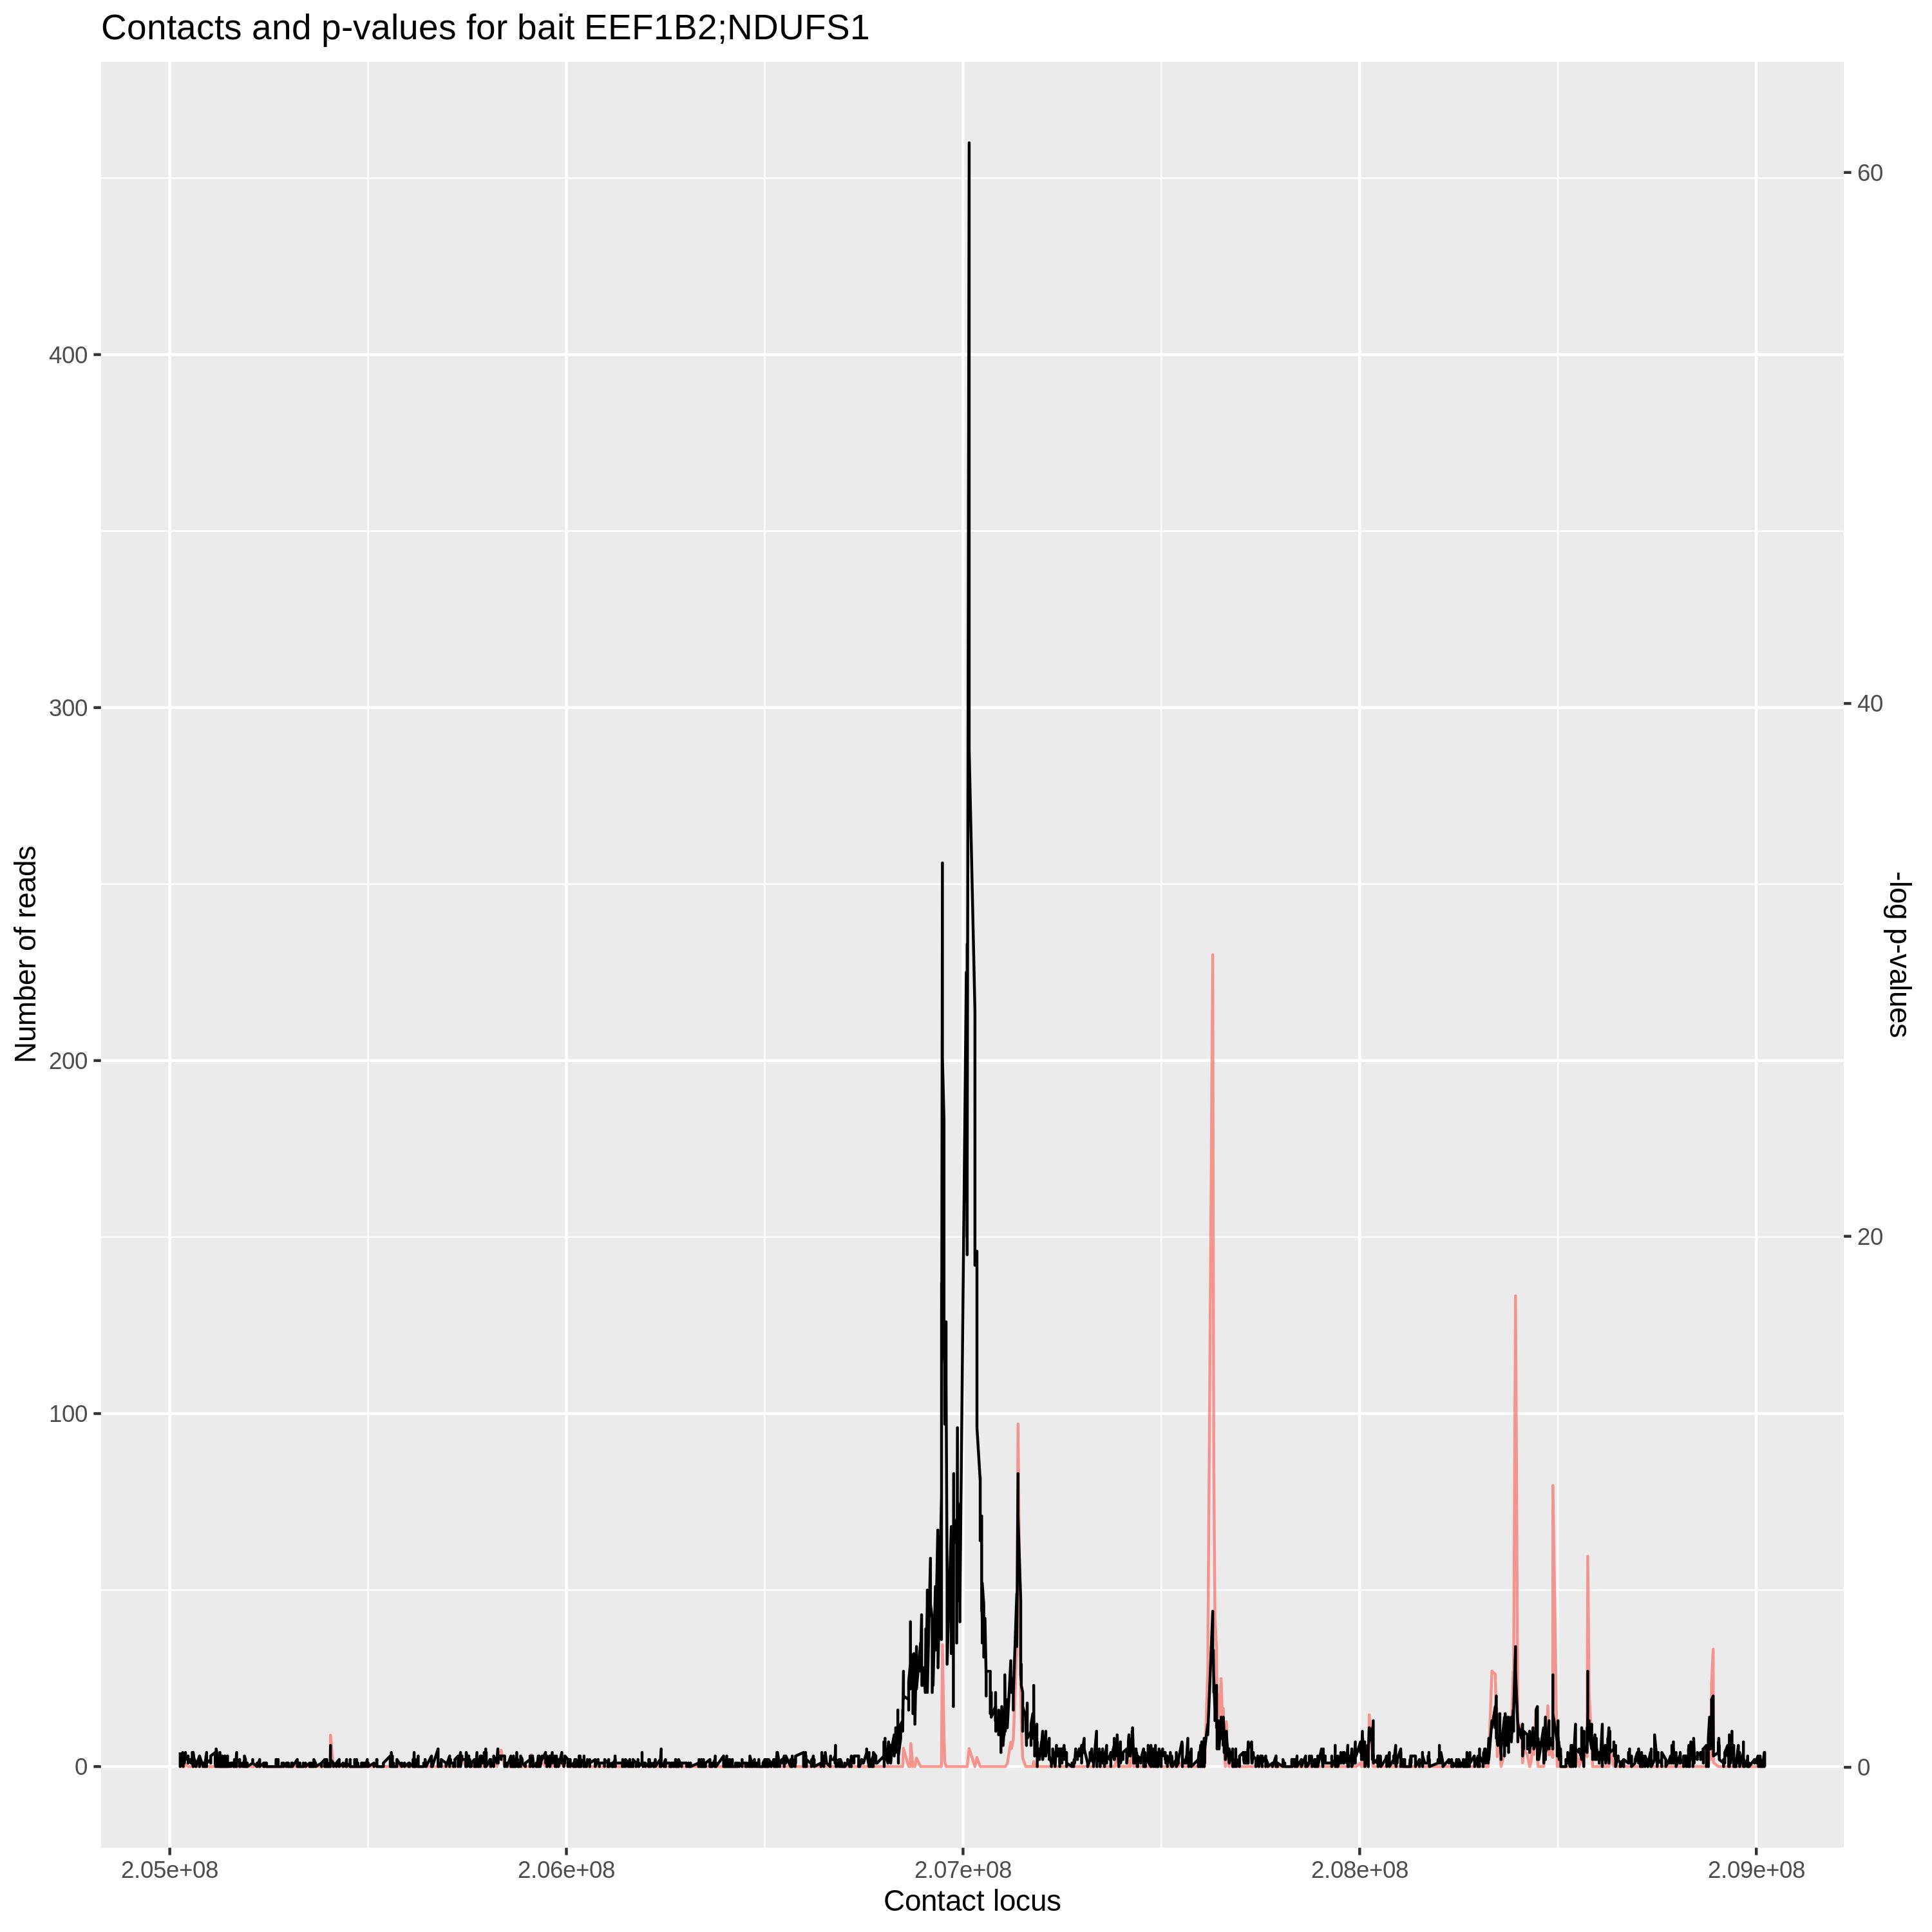 Contacts and p-values for bait EEF1B2;NDUFS1
Number of reads
400
300
200
100
0
60
40
20
0
-log p-values
2.05e+08
2.06e+08
2.07e+08
2.08e+08
2.09e+08
Contact locus